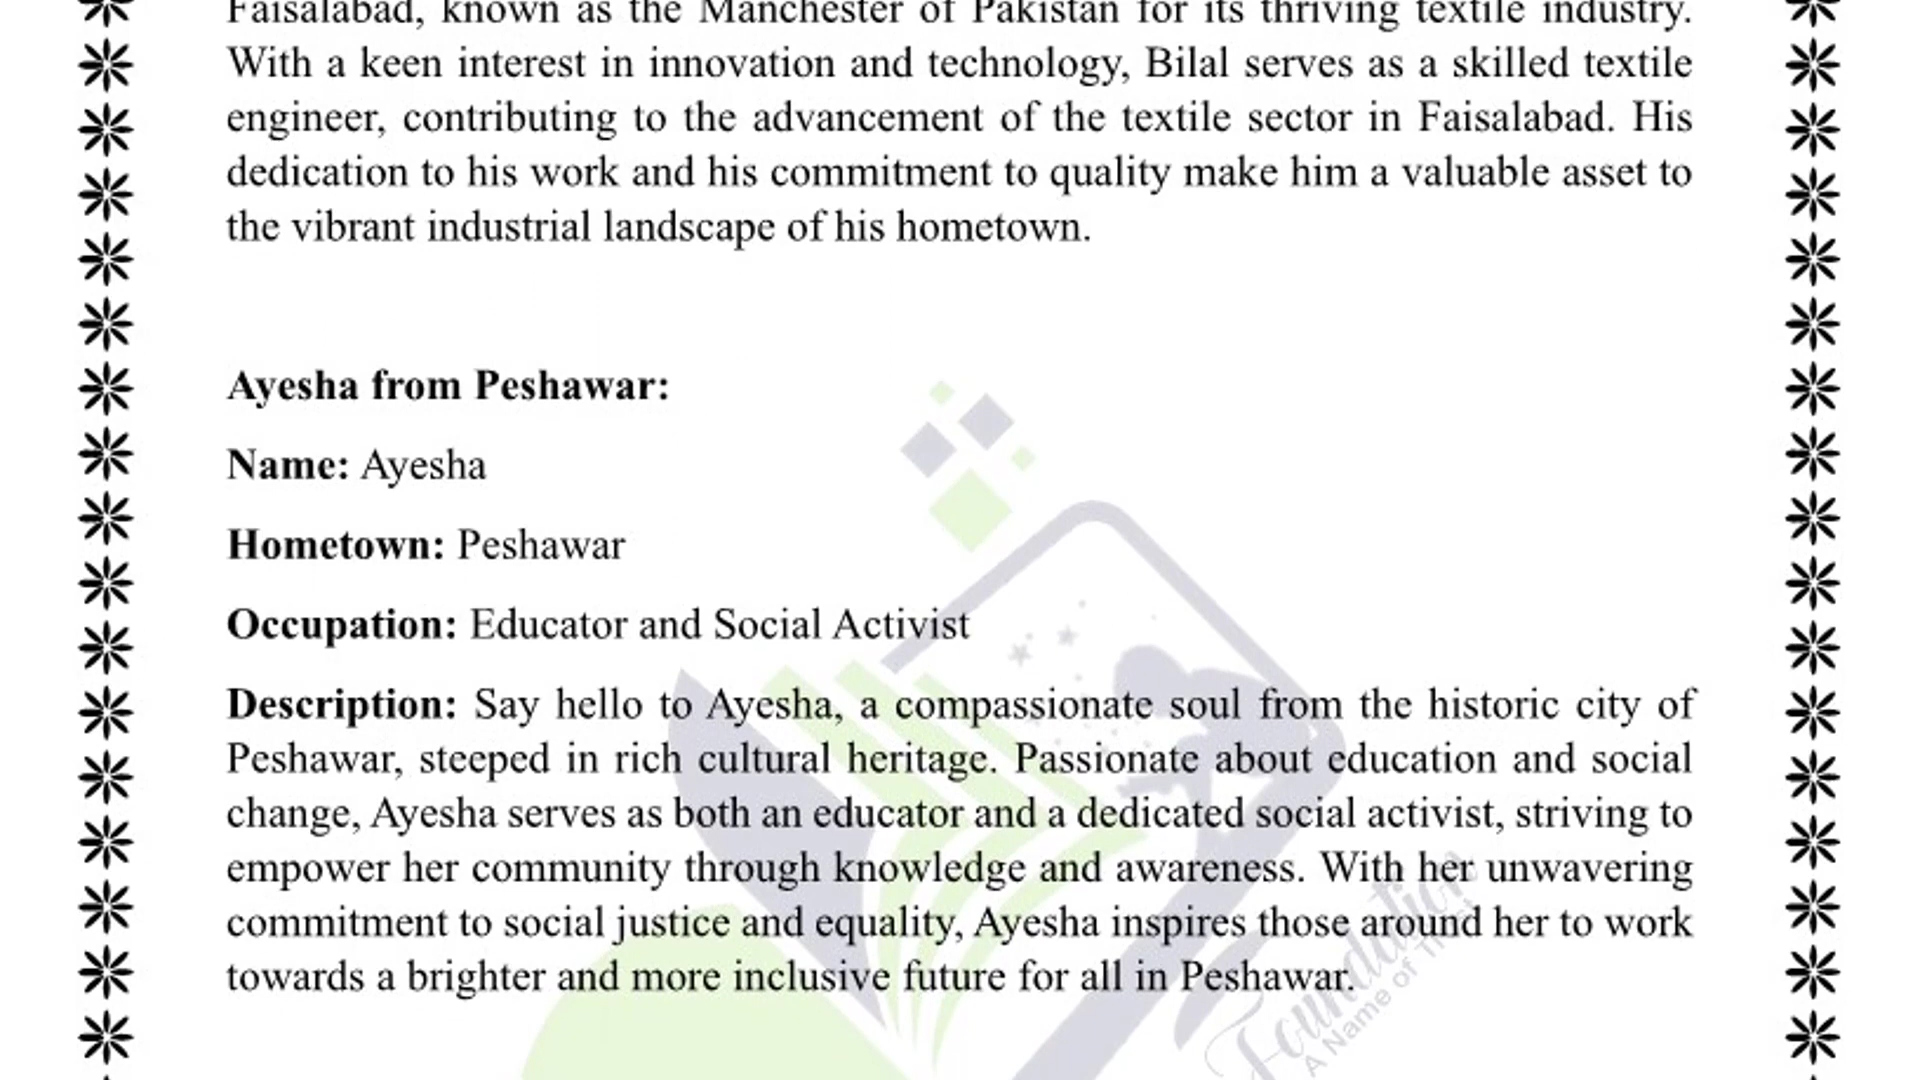 Faisalabad, known as the Manchester of Pakistan for its thriving textile industry.
With a keen interest in innovation and technology, Bilal serves as a skilled textile
engineer, contributing to the advancement of the textile sector in Faisalabad. His
dedication to his work and his commitment to quality make him a valuable asset to
the vibrant industrial landscape of his hometown.
Ayesha from Peshawar:
Name: Ayesha
Hometown: Peshawar
Occupation: Educator and Social Activist
Description: Say hello to Ayesha, a compassionate soul from the historic city of
Peshawar, steeped in rich cultural heritage. Passionate about education and social
change, Ayesha serves as both an educator and a dedicated social activist, striving to
empower her community through knowledge and awareness. With her unwavering
commitment to social justice and equality, Ayesha inspires those around her to work
towards a brighter and more inclusive future for all in Peshawar.
Foundation
A Name of